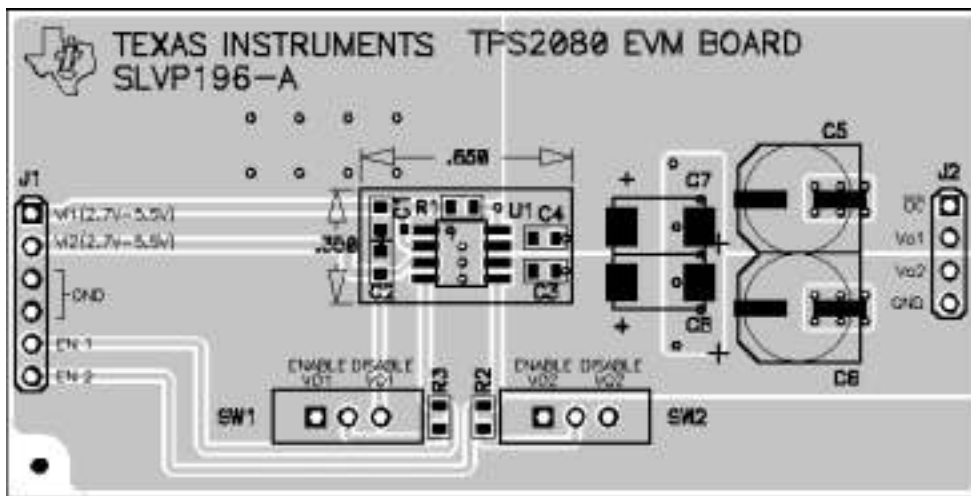 TEXAS INSTRUMENTS TPS2080 EVM BOARD
SLVP196-A
C5
.650
J1
C7
J2
C1
R1
U1
C4
VI1(2.7V-5.5V)
Vo1
VI2(2.7V-5.5V)
.380
Vo2
C2
C3
GND
GND
C8
EN 1
ENABLE DISABLE
VO1 VO1
R3
R2
ENABLE DISABLE
VO2 VO2
C6
EN 2
SW1
SW2